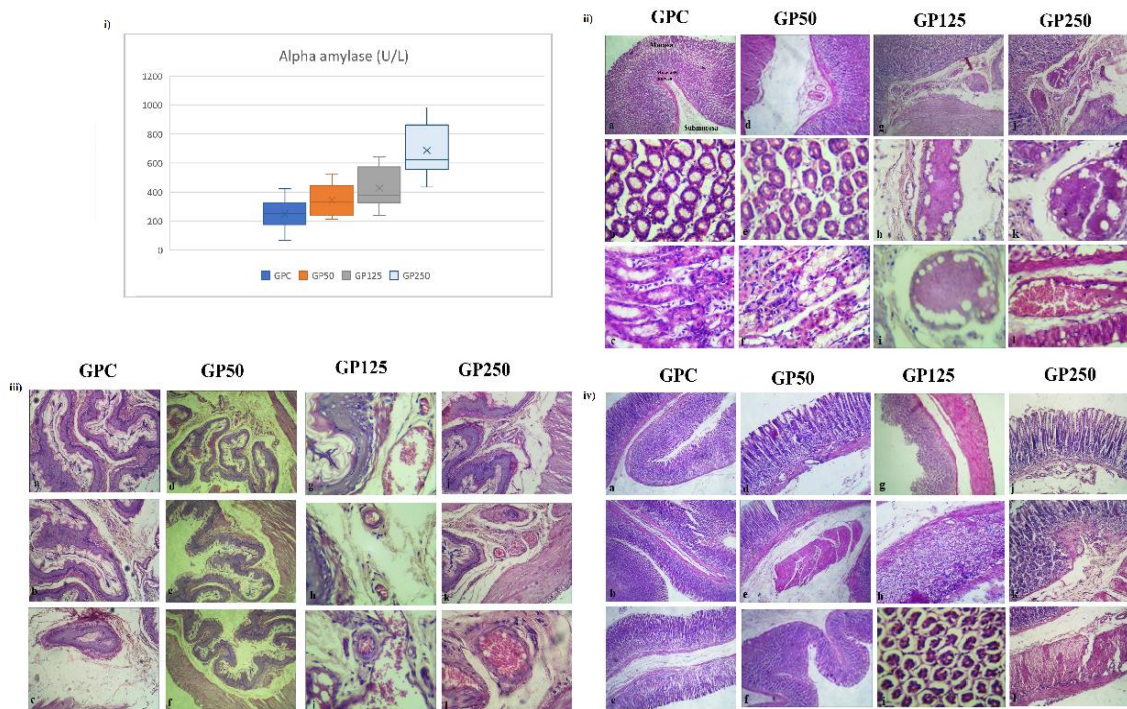 i)
Alpha amylase (U/L)
1200
1000
800
600
400
200
0
GPC GP50 GP125 GP250
ii)
GPC GP50 GP125 GP250
Mucosa
Submucosa
a d g j
b e h k
c f i l
iii)
GPC GP50 GP125 GP250
a d g j
b e h k
c f i l
iv)
GPC GP50 GP125 GP250
a d g j
b e h k
c f i l